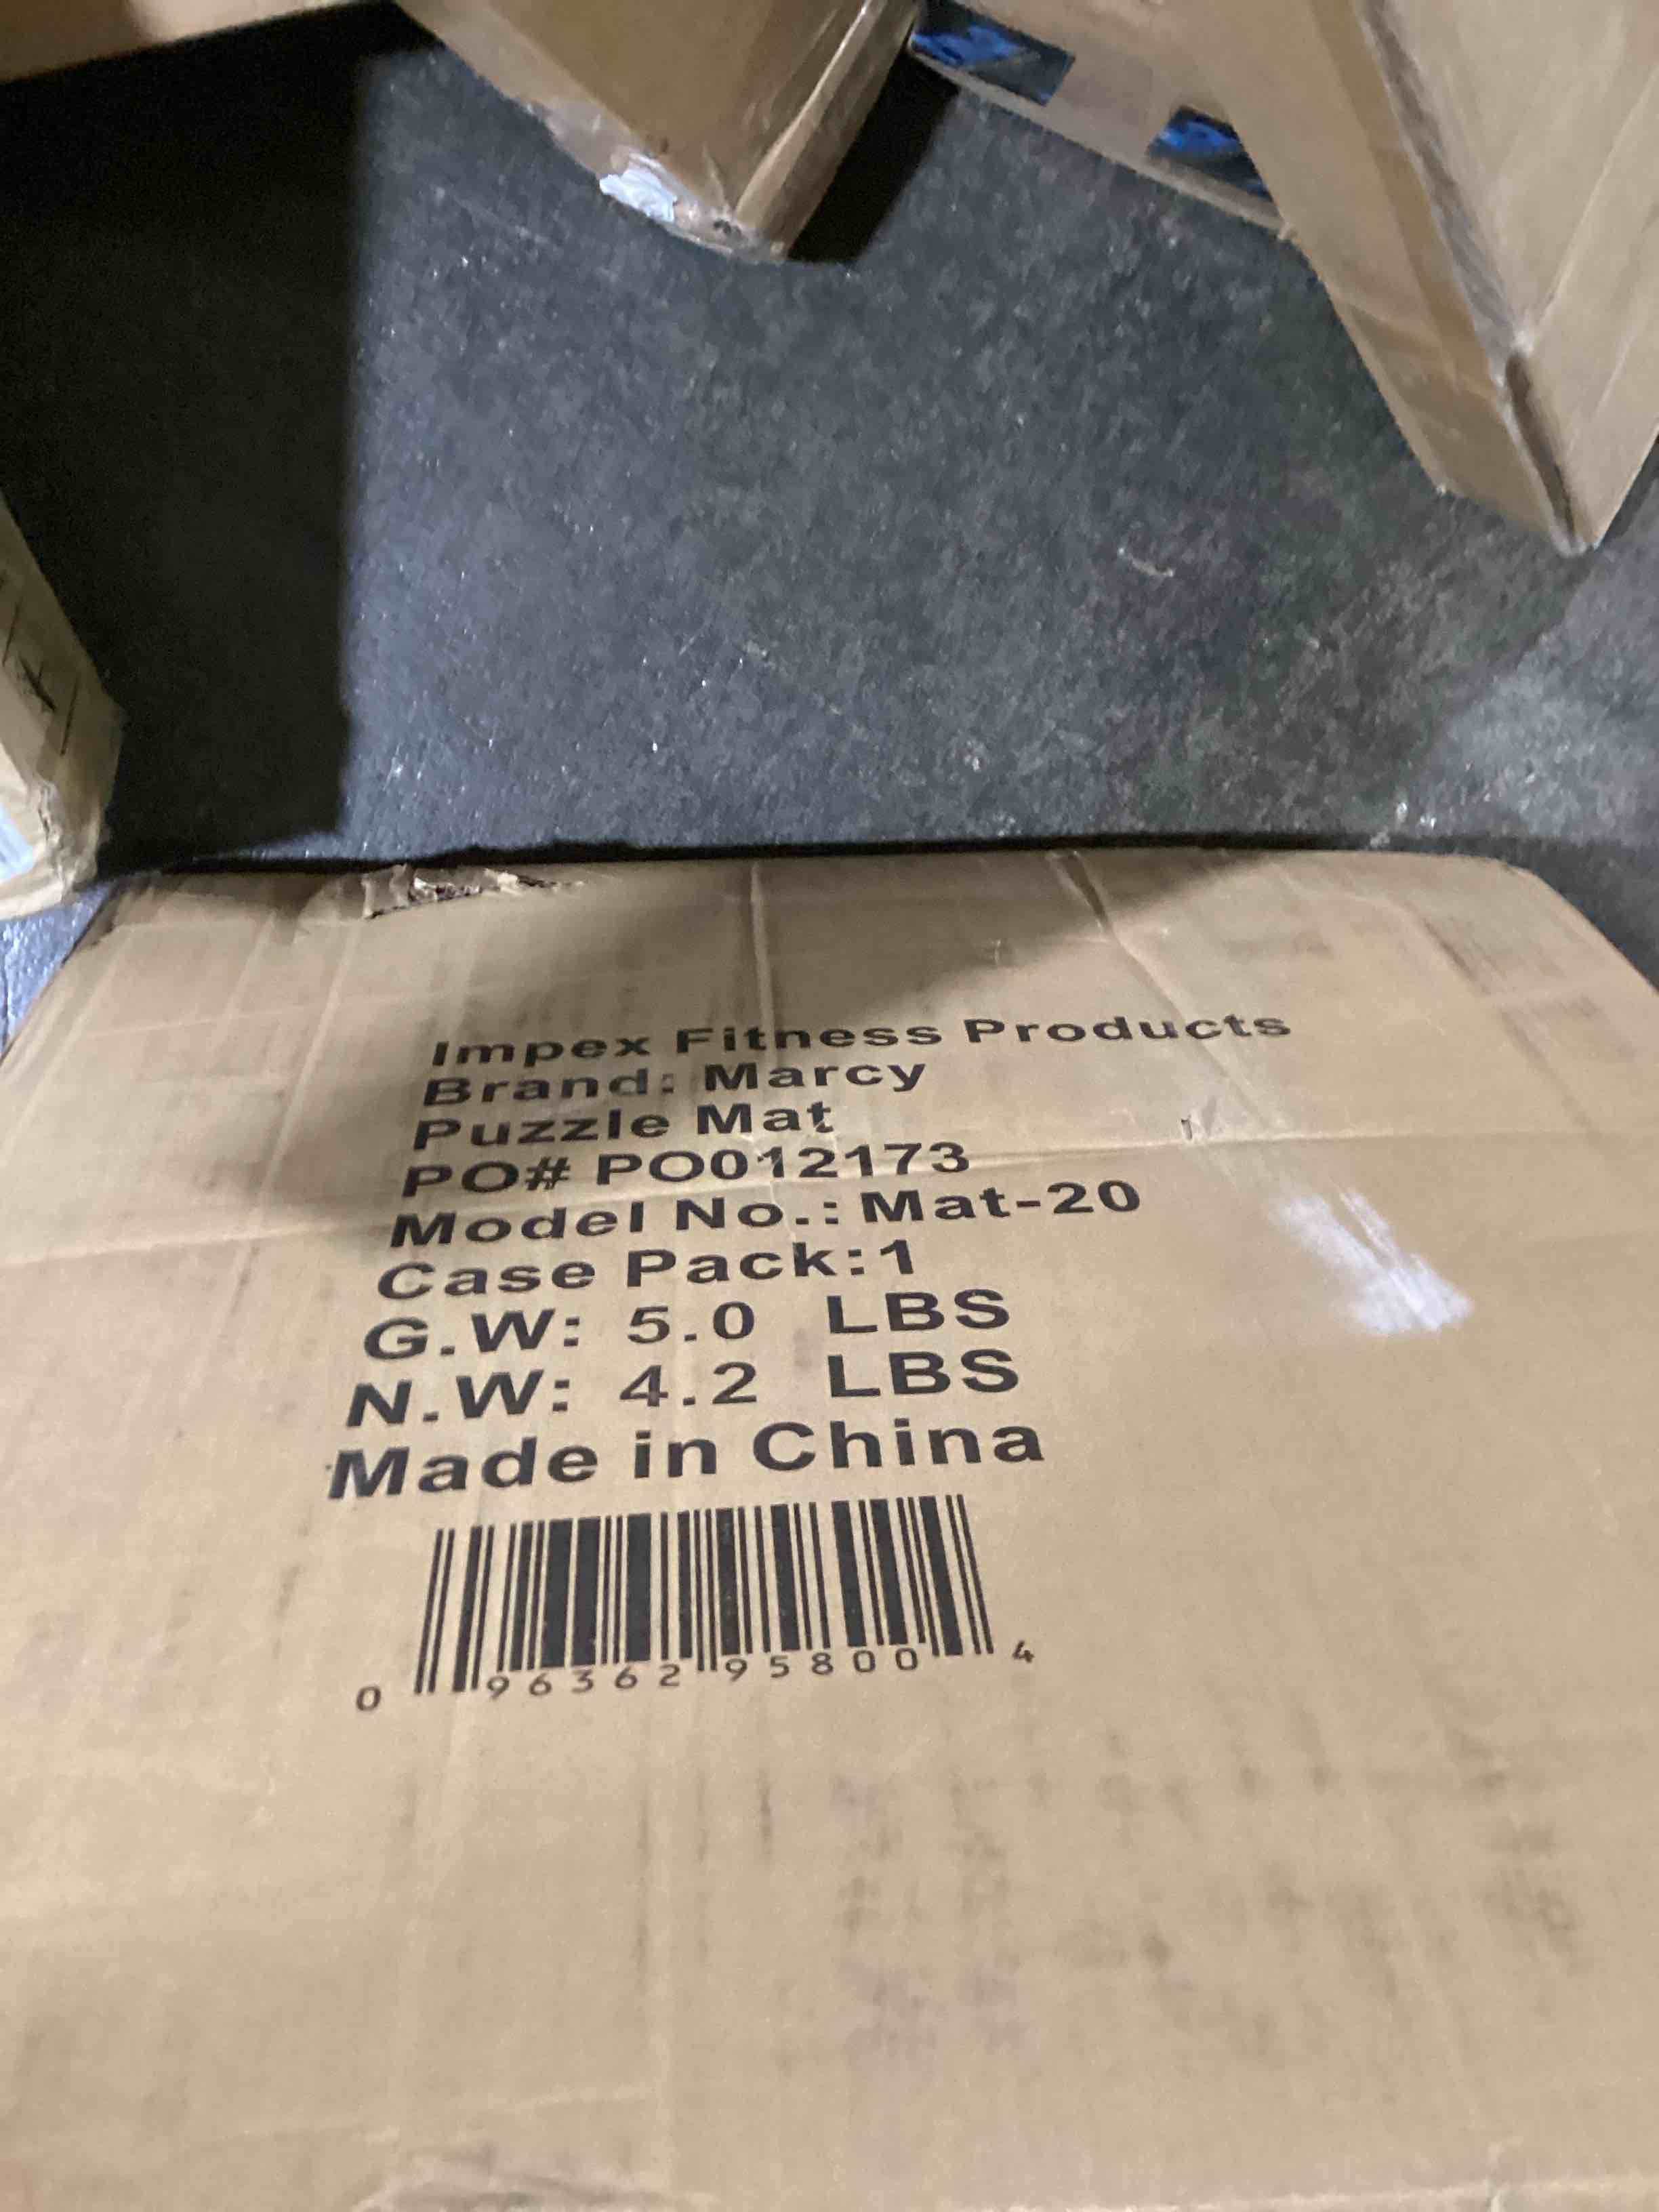 Impex Fitness Products
Brand: Marcy
Puzzle Mat
PO# PO012173
Model No.: Mat-20
Case Pack:1
G.W: 5.0 LBS
N.W: 4.2 LBS
Made in China
0 96362 95800 4